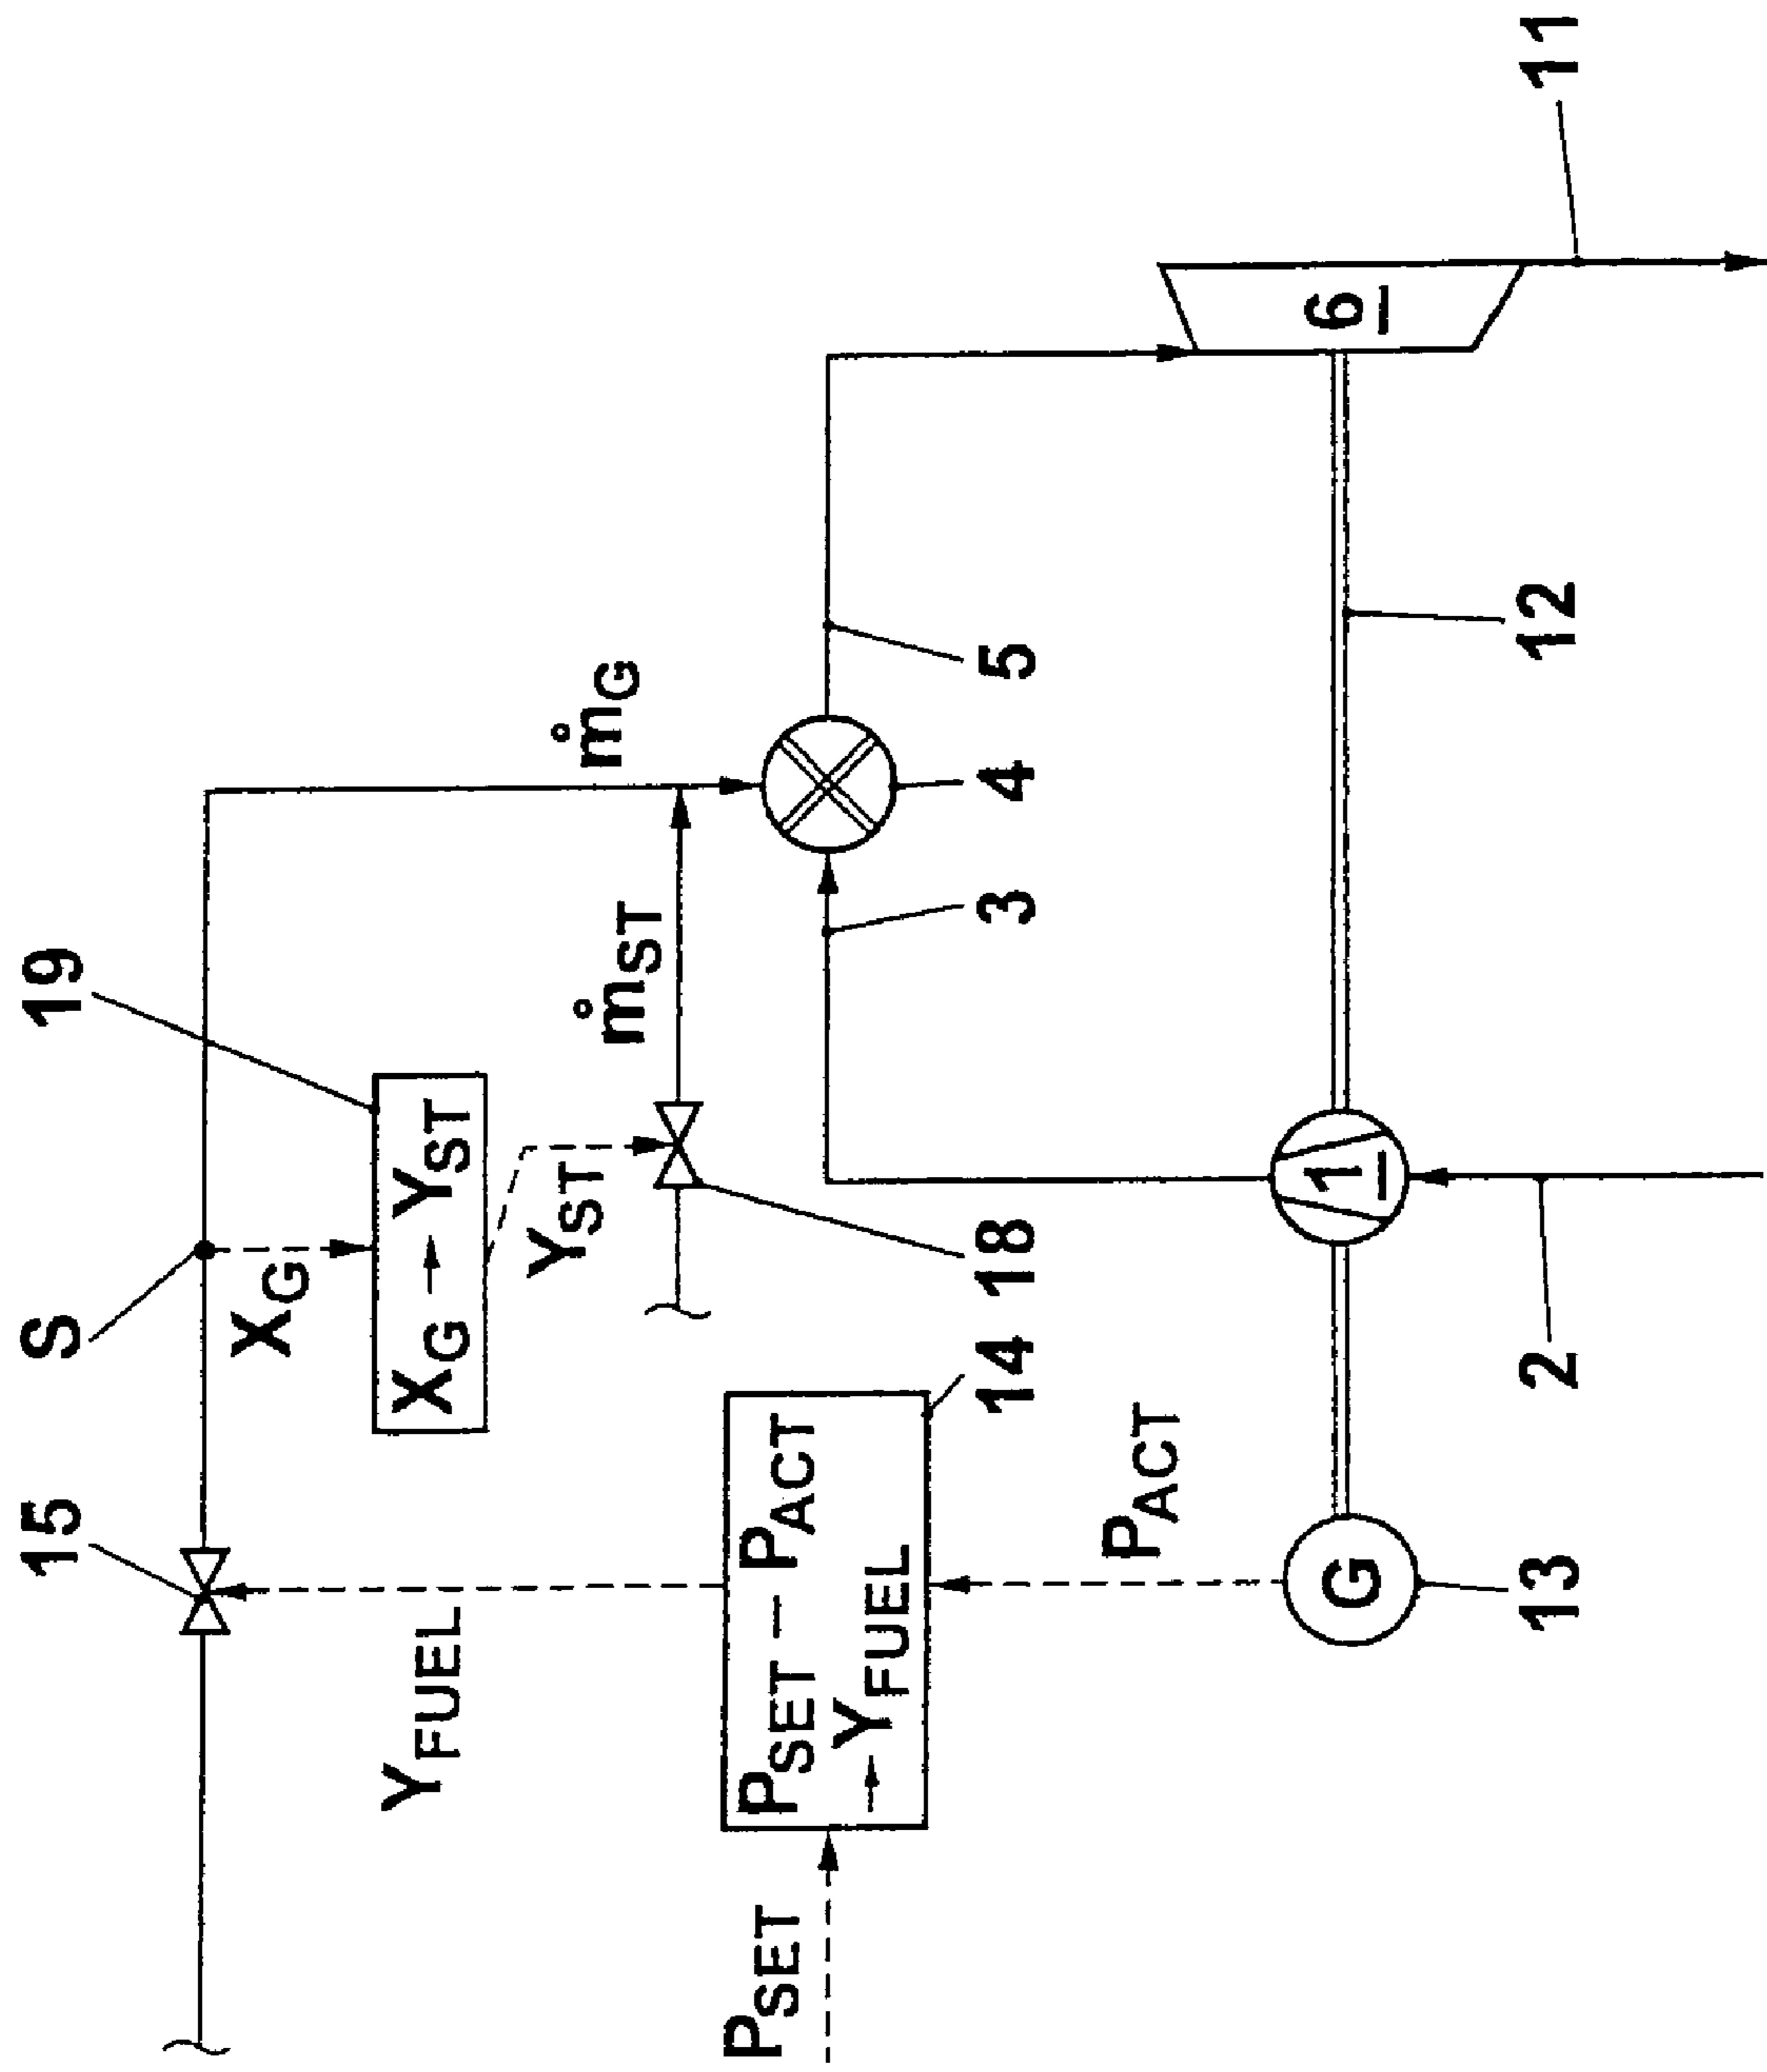 15
S
19
X_G
Y_FUEL
X_G → Y_ST
Y_ST
ṁ_ST
ṁ_G
P_SET
P_SET — P_ACT
→ Y_FUEL
14
18
3
4
5
P_ACT
G
1
6
13
2
12
11